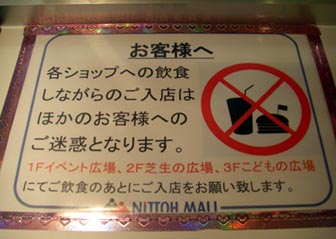 お客様へ
各ショップへの飲食
しながらのご入店は
ほかのお客様への
ご迷惑となります。
1Fイベント広場、2F芝生の広場、3Fこどもの広場
にてご飲食のあとにご入店をお願い致します。
NITTOH MALL